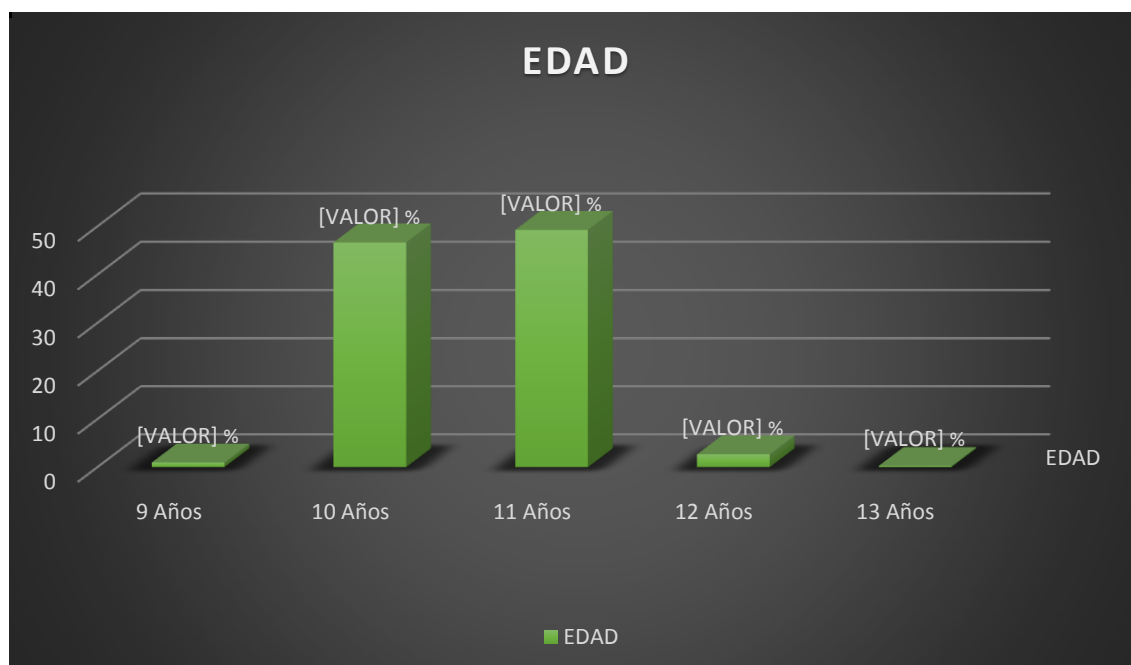 EDAD
[VALOR] %
[VALOR] %
[VALOR] %
[VALOR] %
[VALOR] %
50
40
30
20
10
0
EDAD
9 Años
10 Años
11 Años
12 Años
13 Años
EDAD